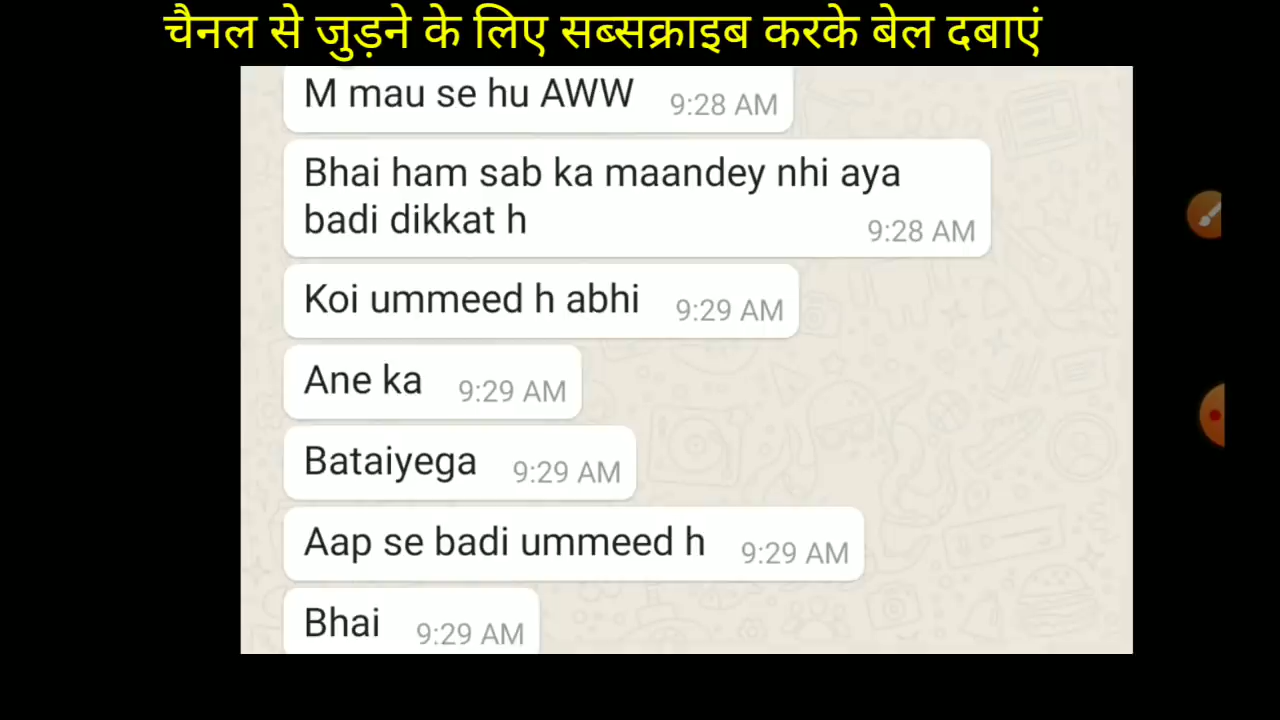 चैनल से जुड़ने के लिए सब्सक्राइब करके बेल दबाएं
M mau se hu AWW 9:28 AM
Bhai ham sab ka maandey nhi aya
badi dikkat h 9:28 AM
Koi ummeed h abhi 9:29 AM
Ane ka 9:29 AM
Bataiyega 9:29 AM
Aap se badi ummeed h 9:29 AM
Bhai 9:29 AM